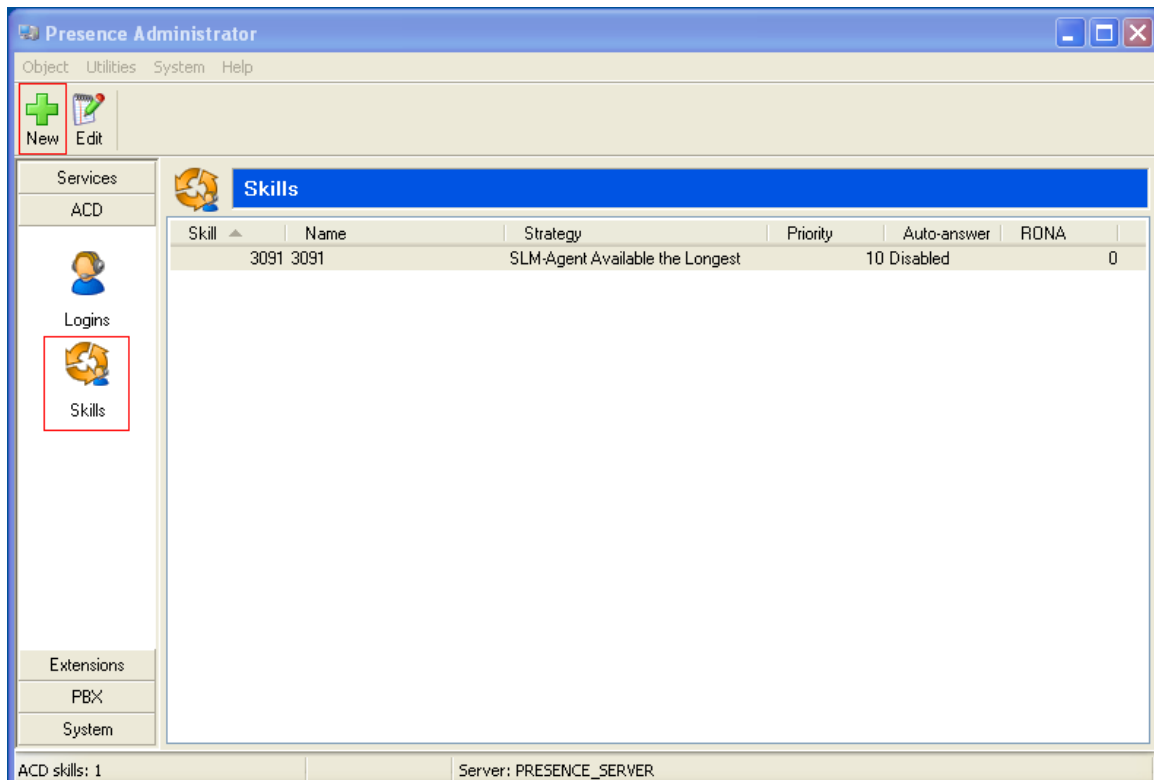 Presence Administrator
Object Utilities System Help
New Edit
Services
ACD
Logins
Skills
Extensions
PBX
System
Skills
Skill Name Strategy Priority Auto-answer RONA
3091 3091 SLM-Agent Available the Longest 10 Disabled 0
ACD skills: 1 Server: PRESENCE_SERVER